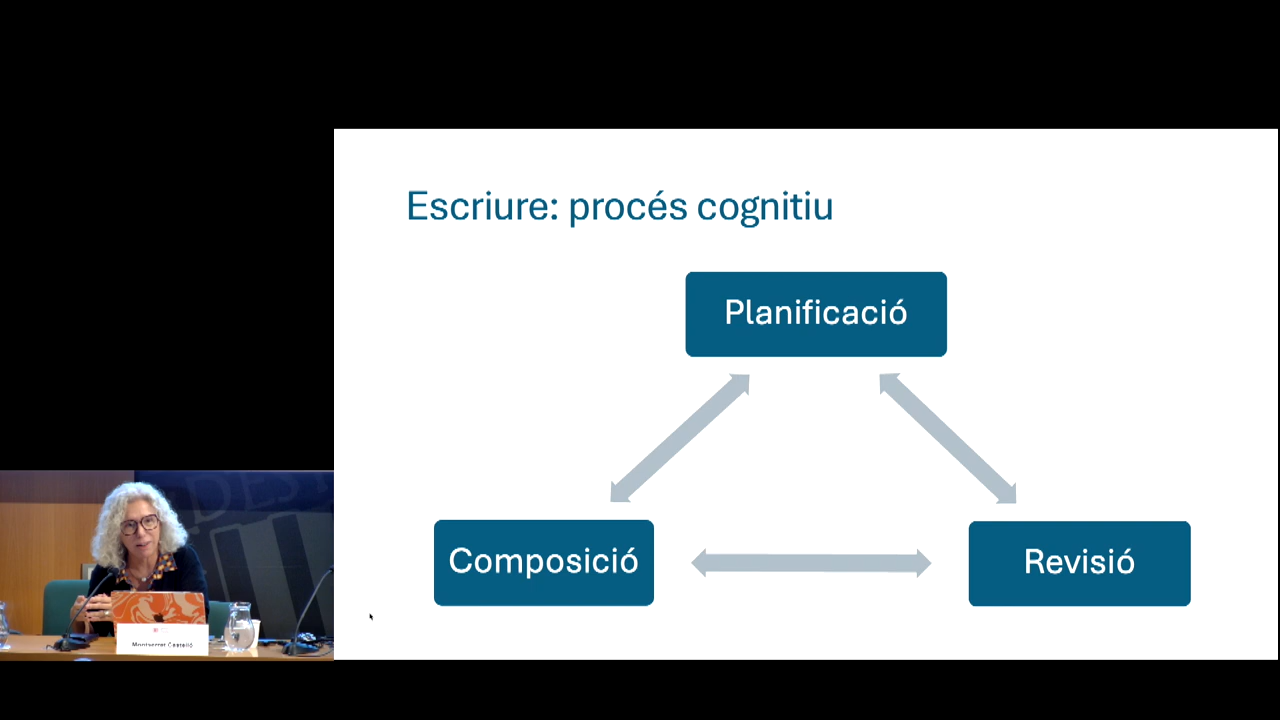 Escriure: procés cognitiu
Planificació
Composició
Revisió
Montserrat Castelló